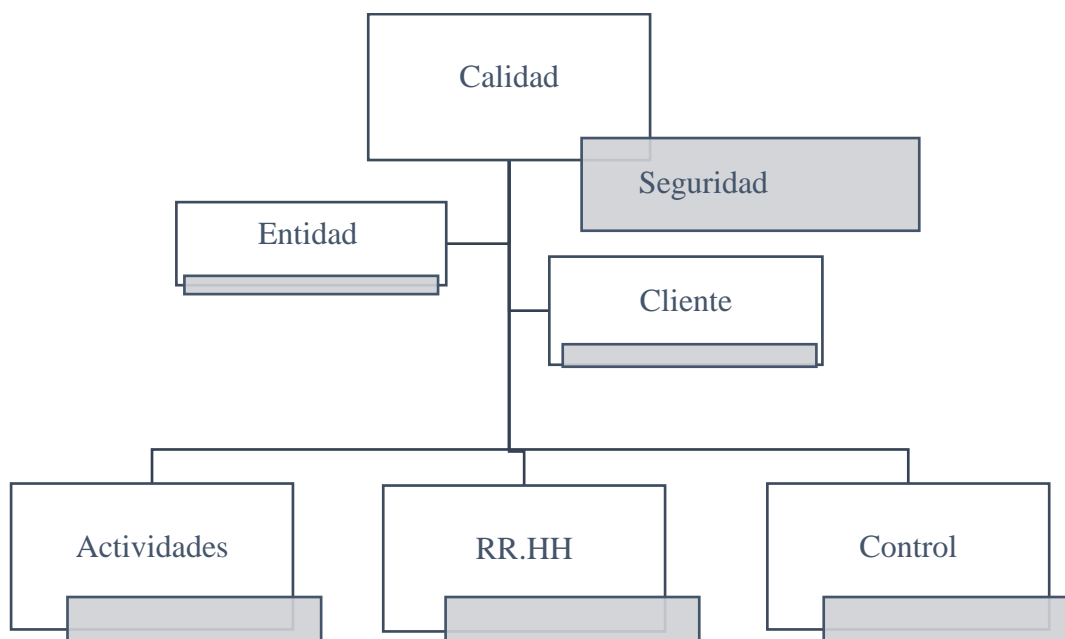 Calidad
Seguridad
Entidad
Cliente
Actividades
RR.HH
Control